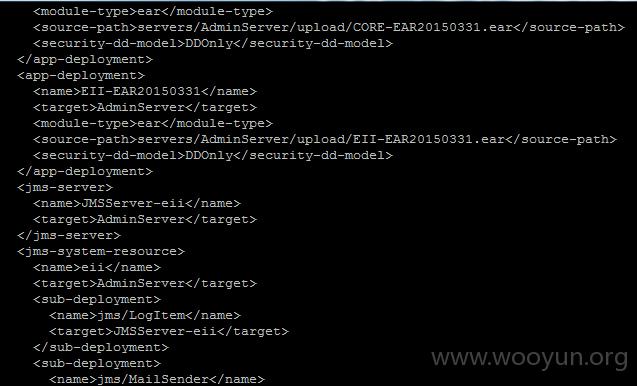 <module-type>ear</module-type>
<source-path>servers/AdminServer/upload/CORE-EAR20150331.ear</source-path>
<security-dd-model>DDOnly</security-dd-model>
</app-deployment>
<app-deployment>
<name>EII-EAR20150331</name>
<target>AdminServer</target>
<module-type>ear</module-type>
<source-path>servers/AdminServer/upload/EII-EAR20150331.ear</source-path>
<security-dd-model>DDOnly</security-dd-model>
</app-deployment>
<jms-server>
<name>JMSServer-eii</name>
<target>AdminServer</target>
</jms-server>
<jms-system-resource>
<name>eii</name>
<target>AdminServer</target>
<sub-deployment>
<name>jms/LogItem</name>
<target>JMSServer-eii</target>
</sub-deployment>
<sub-deployment>
<name>jms/MailSender</name>
www.wooyun.org